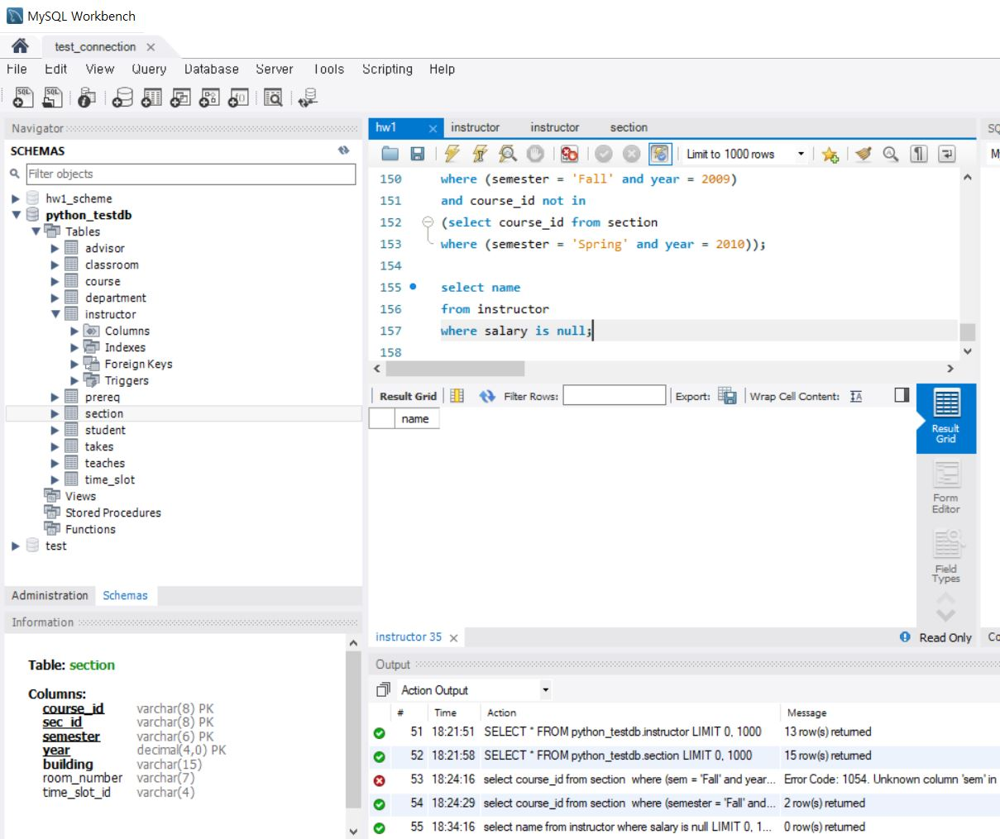 MySQL Workbench
test_connection
File Edit View Query Database Server Tools Scripting Help
Navigator
SCHEMAS
Filter objects
hw1_scheme
python_testdb
Tables
advisor
classroom
course
department
instructor
Columns
Indexes
Foreign Keys
Triggers
prereq
section
student
takes
teaches
time_slot
Views
Stored Procedures
Functions
test
Administration Schemas
Information
Table: section
Columns:
course_id varchar(8) PK
sec_id varchar(8) PK
semester varchar(6) PK
year decimal(4,0) PK
building varchar(15)
room_number varchar(7)
time_slot_id varchar(4)
hw1 instructor instructor section
Limit to 1000 rows
150 where (semester = 'Fall' and year = 2009)
151 and course_id not in
152 (select course_id from section
153 where (semester = 'Spring' and year = 2010));
154
155 select name
156 from instructor
157 where salary is null;
158
Result Grid Filter Rows: Export: Wrap Cell Content:
name
Result
Grid
Form
Editor
Field
Types
instructor 35 Read Only
Output
Action Output
# Time Action Message
51 18:21:51 SELECT * FROM python_testdb.instructor LIMIT 0, 1000 13 row(s) returned
52 18:21:58 SELECT * FROM python_testdb.section LIMIT 0, 1000 15 row(s) returned
53 18:24:16 select course_id from section where (sem = 'Fall' and year... Error Code: 1054. Unknown column 'sem' in
54 18:24:29 select course_id from section where (semester = 'Fall' and... 2 row(s) returned
55 18:34:16 select name from instructor where salary is null LIMIT 0, 1... 0 row(s) returned